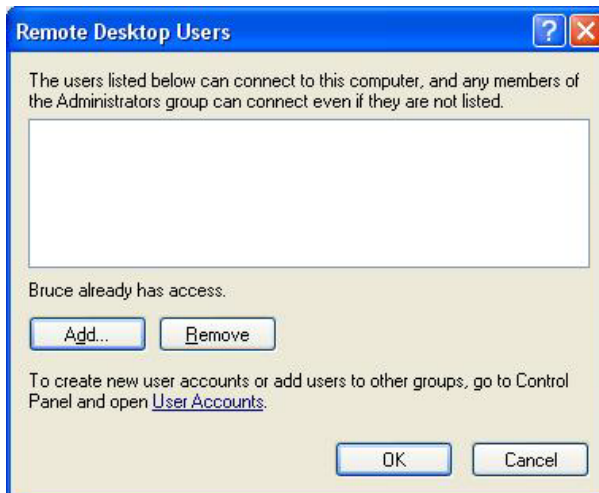 Remote Desktop Users
The users listed below can connect to this computer, and any members of
the Administrators group can connect even if they are not listed.
Bruce already has access.
Add... Remove
To create new user accounts or add users to other groups, go to Control
Panel and open User Accounts.
OK Cancel